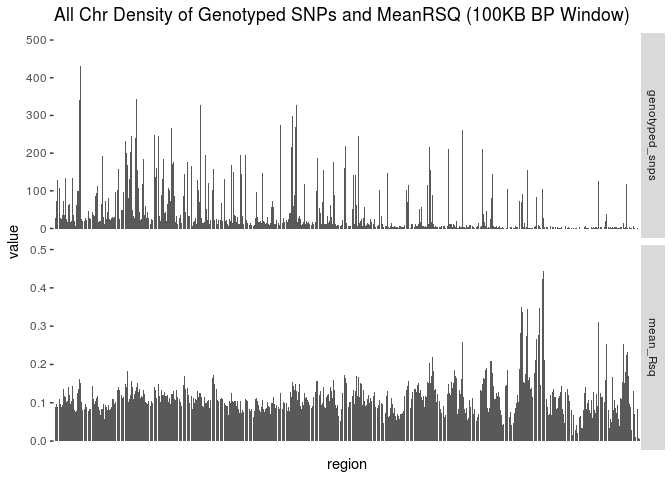 All Chr Density of Genotyped SNPs and MeanRSQ (100KB BP Window)
500
400
300
200
100
0
genotyped_snps
value
0.5
0.4
0.3
0.2
0.1
0.0
mean_Rsq
region